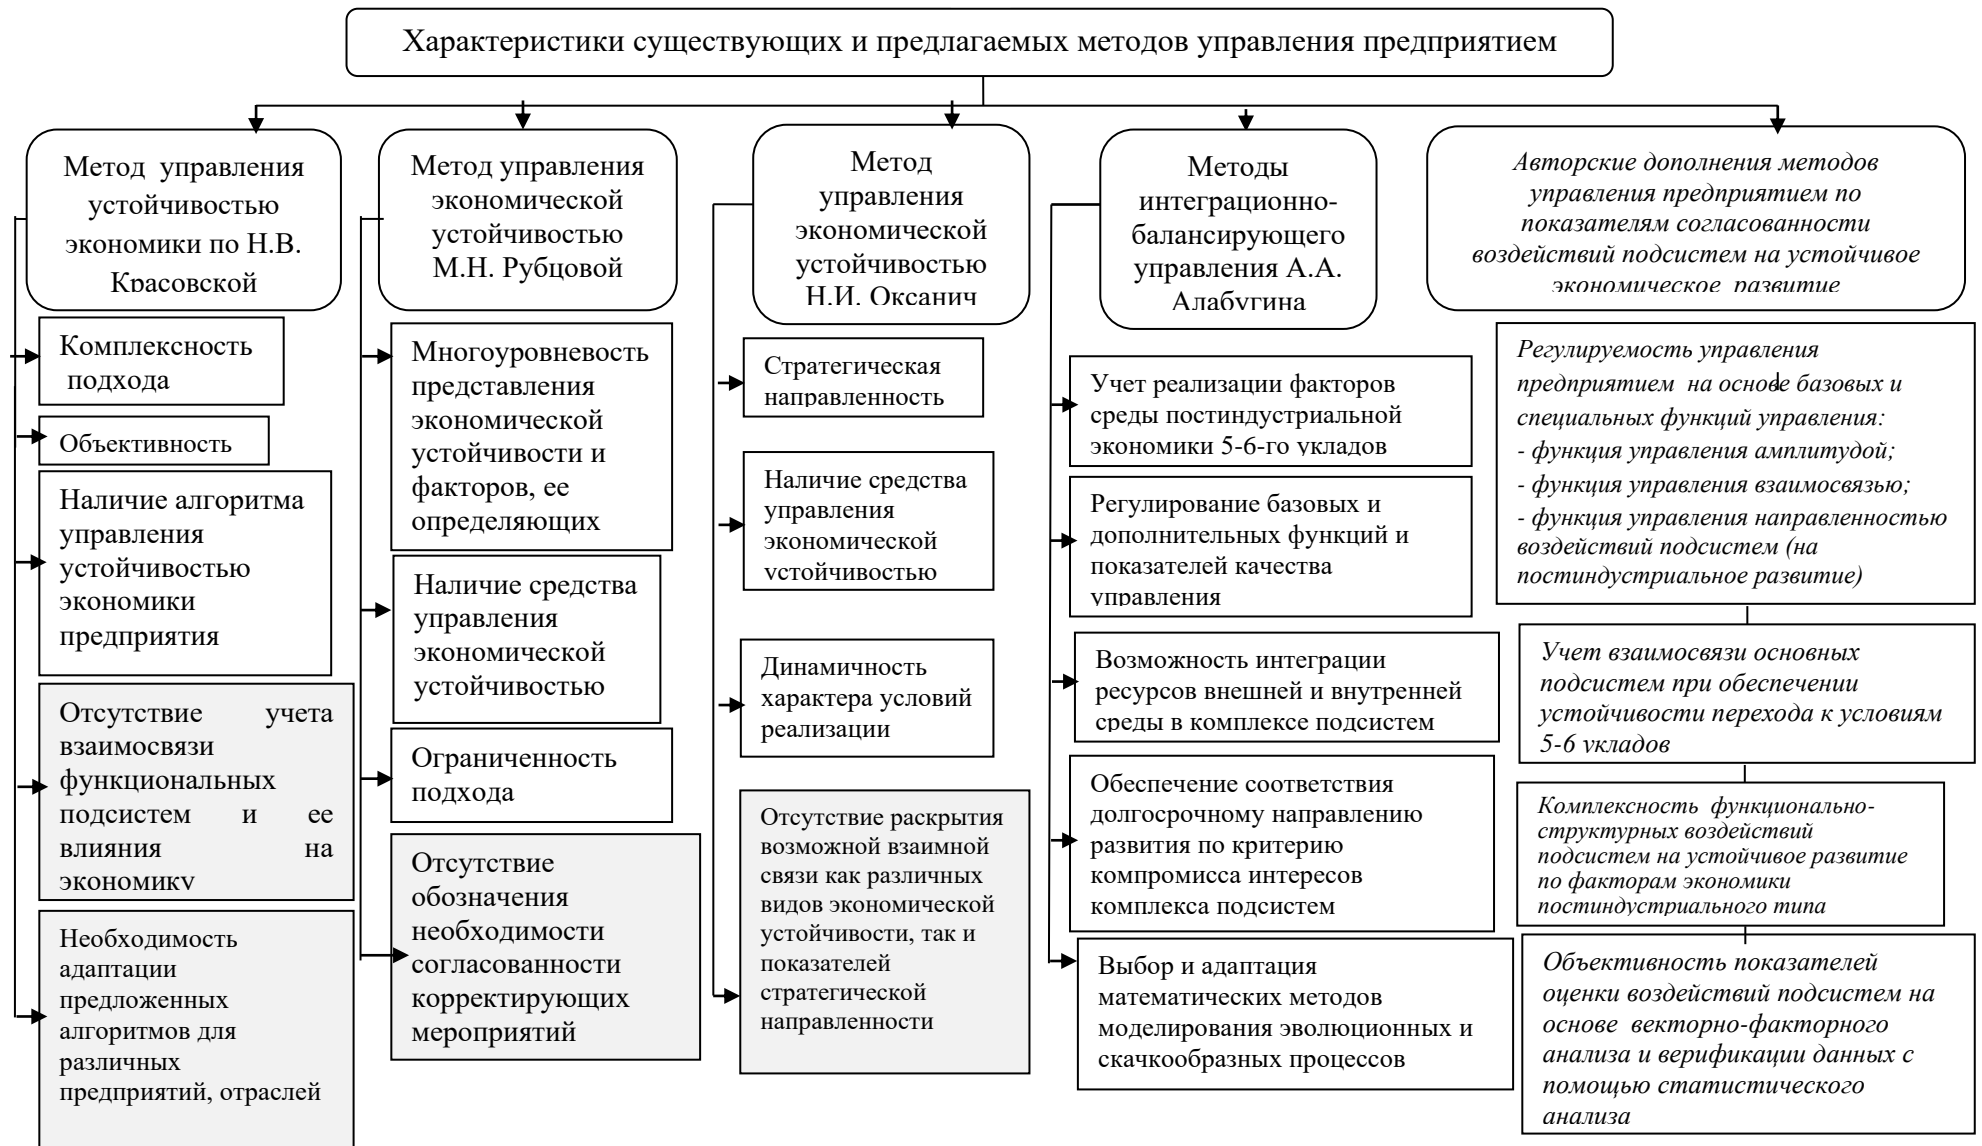 Характеристики существующих и предлагаемых методов управления предприятием
Метод управления
устойчивостью
экономики по Н.В.
Красовской
Комплексность
подхода
Объективность
Наличие алгоритма
управления
устойчивостью
экономики
предприятия
Отсутствие учета
взаимосвязи
функциональных
подсистем и ее
влияния на
экономику
Необходимость
адаптации
предложенных
алгоритмов для
различных
предприятий, отраслей
Метод управления
экономической
устойчивостью
М.Н. Рубцовой
Многоуровневость
представления
экономической
устойчивости и
факторов, ее
определяющих
Наличие средства
управления
экономической
устойчивостью
Ограниченность
подхода
Отсутствие
обозначения
необходимости
согласованности
корректирующих
мероприятий
Метод
управления
экономической
устойчивостью
Н.И. Оксанич
Стратегическая
направленность
Наличие средства
управления
экономической
устойчивостью
Динамичность
характера условий
реализации
Отсутствие раскрытия
возможной взаимной
связи как различных
видов экономической
устойчивости, так и
показателей
стратегической
направленности
Методы
интеграционно-
балансирующего
управления А.А.
Алабугина
Учет реализации факторов
среды постиндустриальной
экономики 5-6-го укладов
Регулирование базовых и
дополнительных функций и
показателей качества
управления
Возможность интеграции
ресурсов внешней и внутренней
среды в комплексе подсистем
Обеспечение соответствия
долгосрочному направлению
развития по критерию
компромисса интересов
комплекса подсистем
Выбор и адаптация
математических методов
моделирования эволюционных и
скачкообразных процессов
Авторские дополнения методов
управления предприятием по
показателям согласованности
воздействий подсистем на устойчивое
экономическое развитие
Регулируемость управления
предприятием на основе базовых и
специальных функций управления:
- функция управления амплитудой;
- функция управления взаимосвязью;
- функция управления направленностью
воздействий подсистем (на
постиндустриальное развитие)
Учет взаимосвязи основных
подсистем при обеспечении
устойчивости перехода к условиям
5-6 укладов
Комплексность функционально-
структурных воздействий
подсистем на устойчивое развитие
по факторам экономики
постиндустриального типа
Объективность показателей
оценки воздействий подсистем на
основе векторно-факторного
анализа и верификации данных с
помощью статистического
анализа